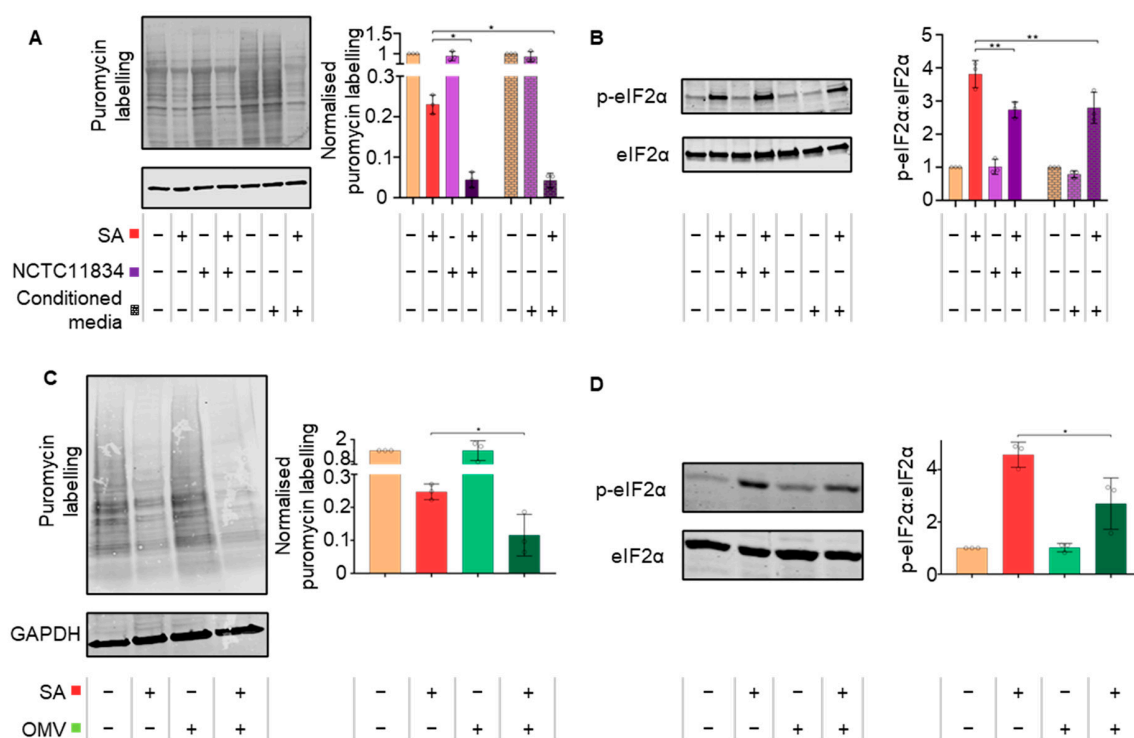 A
Puromycin
labelling
Normalised
puromycin labelling
1.5
1
0.3
0.2
0.1
0.05
0
*
*
SA
− + − + − − +
− + - + − − +
NCTC11834
− − + + − − −
− − + + − − −
Conditioned
media
− − − − − + +
− − − − − + +
B
p-eIF2α
eIF2α
p-eIF2α:eIF2α
5
4
3
2
1
0
**
**
− + − + − − +
− + − + − − +
− − + + − − −
− − + + − − −
− − − − − + +
− − − − − + +
C
Puromycin
labelling
GAPDH
Normalised
puromycin labelling
2
0.8
0.3
0.2
0.1
0
*
SA
− + − +
− + − +
OMV
− − + +
− − + +
D
p-eIF2α
eIF2α
p-eIF2α:eIF2α
4
2
0
*
− + − +
− + − +
− − + +
− − + +